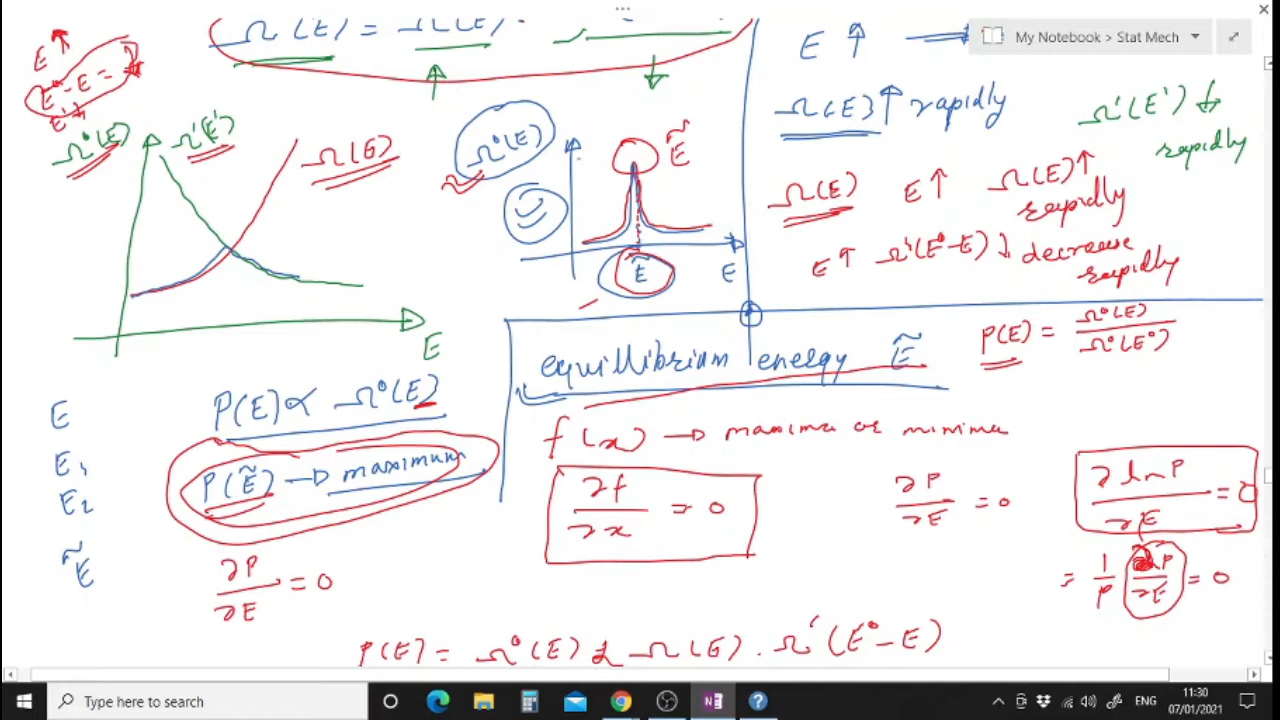 Ω°(E) = Ω(E) .
E ↑
My Notebook > Stat Mech
E ↑
E° - E =
E' ↓
Ω(E) ↑ rapidly
Ω'(E') ↓
rapidly
Ω°(E)
Ω'(E')
Ω(E)
Ω°(E)
Ẽ
Ẽ
E
E
Ω(E) E ↑ Ω(E) ↑
rapidly
E ↑ Ω'(E°-E) ↓ decrease
rapidly
P(E) = Ω°(E) / Ω°(E°)
equillibrium energy Ẽ
E
E₁
E₂
Ẽ
P(E) ∝ Ω°(E)
P(Ẽ) → maximum
∂P/∂E = 0
f(x) → maxima or minima
∂f/∂x = 0
∂P/∂E = 0
∂ ln P/∂E = 0
= 1/P ∂P/∂E = 0
P(E) = Ω°(E) L Ω(E) . Ω'(E° - E)
Type here to search
ENG
11:30
07/01/2021